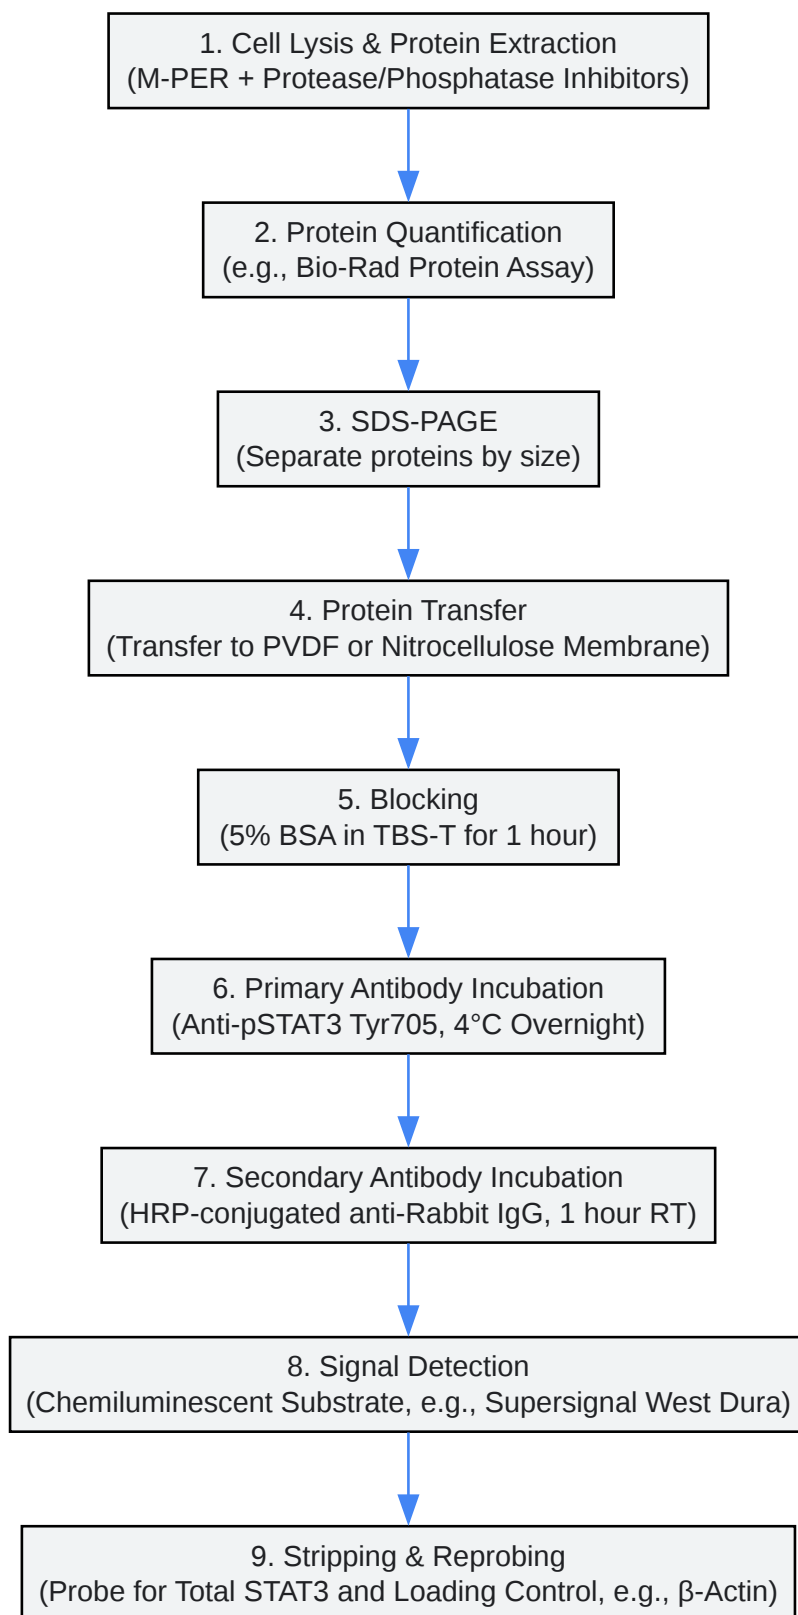 1. Cell Lysis & Protein Extraction
(M-PER + Protease/Phosphatase Inhibitors)
2. Protein Quantification
(e.g., Bio-Rad Protein Assay)
3. SDS-PAGE
(Separate proteins by size)
4. Protein Transfer
(Transfer to PVDF or Nitrocellulose Membrane)
5. Blocking
(5% BSA in TBS-T for 1 hour)
6. Primary Antibody Incubation
(Anti-pSTAT3 Tyr705, 4°C Overnight)
7. Secondary Antibody Incubation
(HRP-conjugated anti-Rabbit IgG, 1 hour RT)
8. Signal Detection
(Chemiluminescent Substrate, e.g., Supersignal West Dura)
9. Stripping & Reprobing
(Probe for Total STAT3 and Loading Control, e.g., β-Actin)